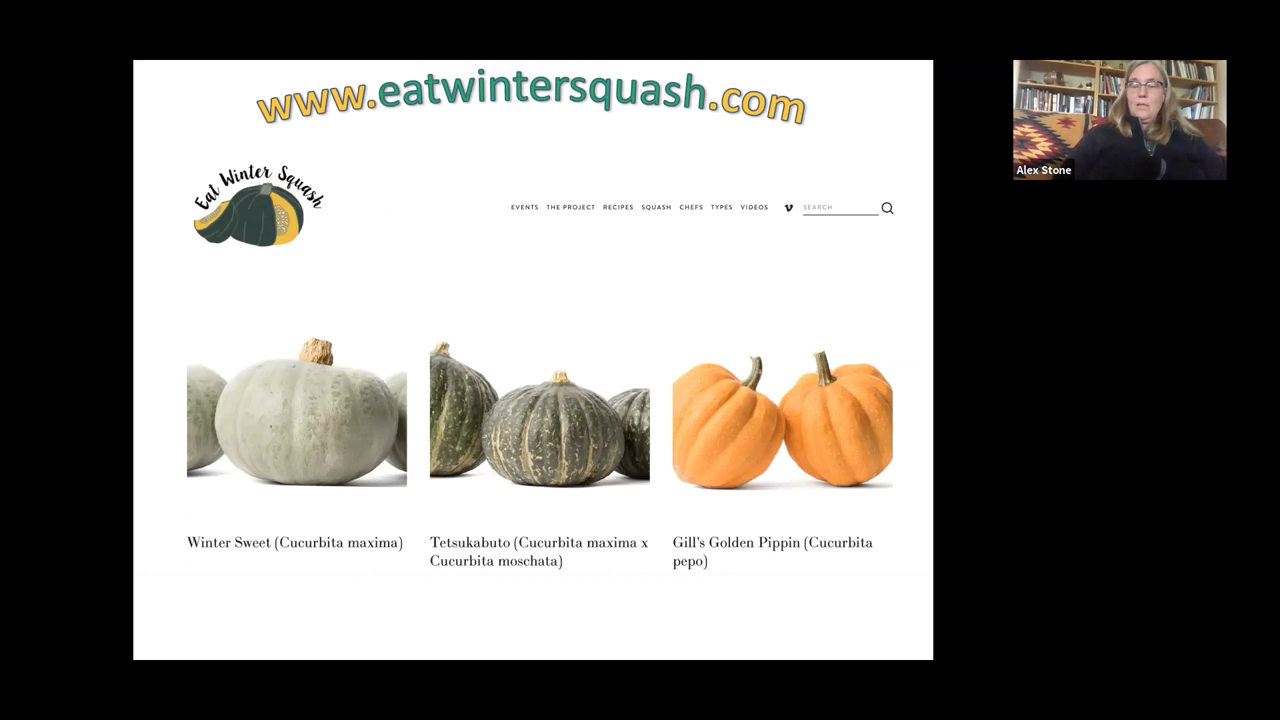 www.eatwintersquash.com
Alex Stone
Eat Winter Squash
EVENTS THE PROJECT RECIPES SQUASH CHEFS TYPES VIDEOS SEARCH
Winter Sweet (Cucurbita maxima)
Tetsukabuto (Cucurbita maxima x
Cucurbita moschata)
Gill's Golden Pippin (Cucurbita
pepo)